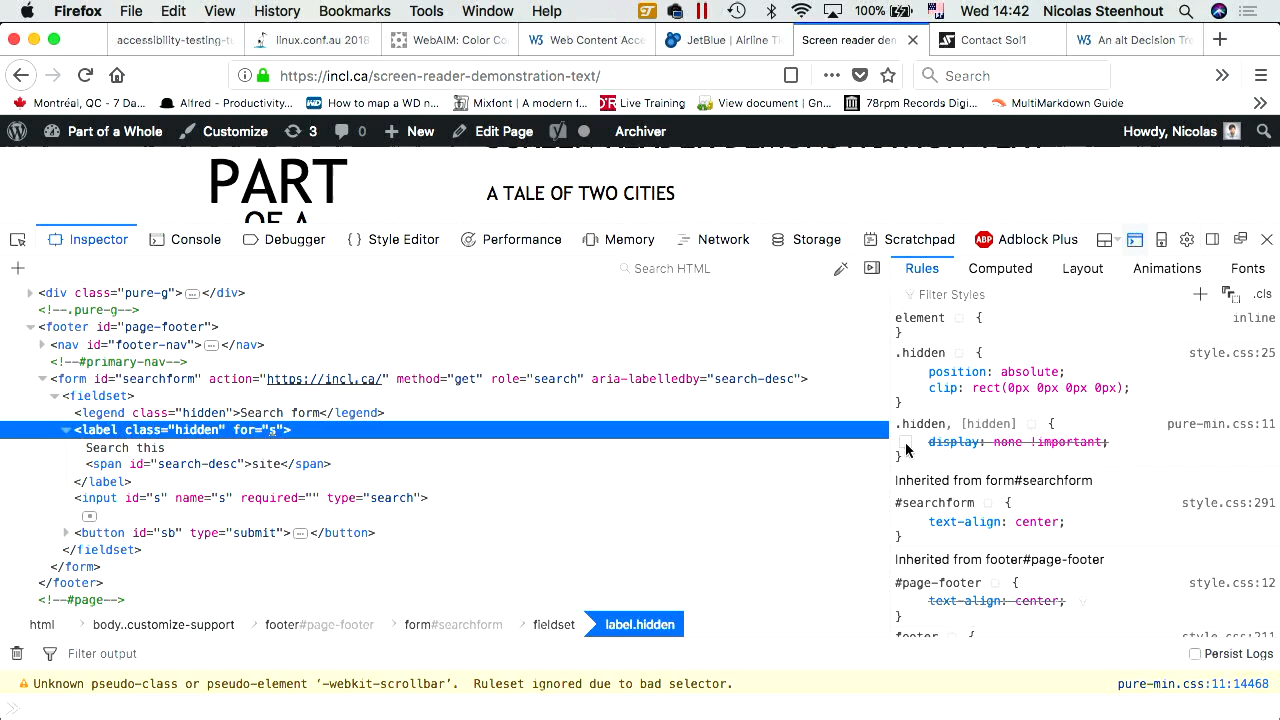 Firefox File Edit View History Bookmarks Tools Window Help 100% Wed 14:42 Nicolas Steenhout
accessibility-testing-tu linux.conf.au 2018 WebAIM: Color Co W3 Web Content Acce JetBlue | Airline Ti Screen reader den Contact Sol1 W3 An alt Decision Tre
https://incl.ca/screen-reader-demonstration-text/ Search
Montréal, QC - 7 Da... Alfred - Productivity... How to map a WD n... Mixfont | A modern f... Live Training View document | Gn... 78rpm Records Digi... MultiMarkdown Guide
Part of a Whole Customize 3 0 New Edit Page Archiver Howdy, Nicolas
PART
OF A
A TALE OF TWO CITIES
Inspector Console Debugger Style Editor Performance Memory Network Storage Scratchpad ABP Adblock Plus
Search HTML
Rules Computed Layout Animations Fonts
Filter Styles .cls
<div class="pure-g"></div>
<!--.pure-g-->
<footer id="page-footer">
<nav id="footer-nav"></nav>
<!--#primary-nav-->
<form id="searchform" action="https://incl.ca/" method="get" role="search" aria-labelledby="search-desc">
<fieldset>
<legend class="hidden">Search form</legend>
<label class="hidden" for="s">
Search this
<span id="search-desc">site</span>
</label>
<input id="s" name="s" required="" type="search">
<button id="sb" type="submit"></button>
</fieldset>
</form>
</footer>
<!--#page-->
element { inline
}
.hidden { style.css:25
position: absolute;
clip: rect(0px 0px 0px 0px);
}
.hidden, [hidden] { pure-min.css:11
display: none !important;
}
Inherited from form#searchform
#searchform { style.css:291
text-align: center;
}
Inherited from footer#page-footer
#page-footer { style.css:12
text-align: center;
}
footer { style.css:211
html body..customize-support footer#page-footer form#searchform fieldset label.hidden
Filter output Persist Logs
Unknown pseudo-class or pseudo-element ‘-webkit-scrollbar’. Ruleset ignored due to bad selector. pure-min.css:11:14468